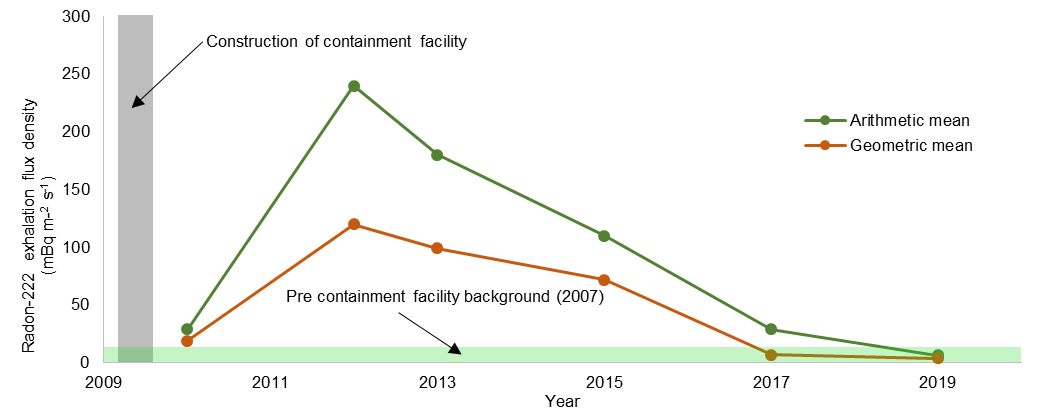 300
Construction of containment facility
250
200
Arithmetic mean
Geometric mean
150
100
Pre containment facility background (2007)
50
0
Radon-222 exhalation flux density
(mBq m-² s-¹)
2009 2011 2013 2015 2017 2019
Year